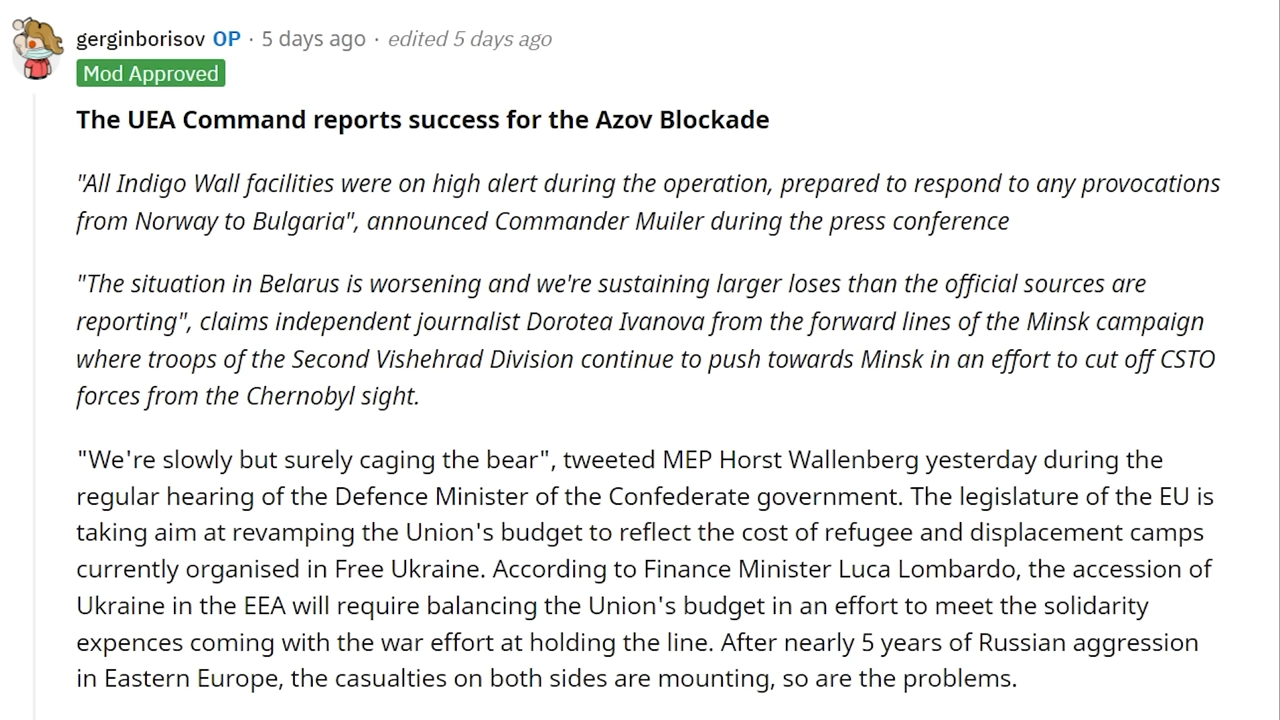 gerginborisov OP · 5 days ago · edited 5 days ago
Mod Approved
The UEA Command reports success for the Azov Blockade
"All Indigo Wall facilities were on high alert during the operation, prepared to respond to any provocations
from Norway to Bulgaria", announced Commander Muiler during the press conference
"The situation in Belarus is worsening and we're sustaining larger loses than the official sources are
reporting", claims independent journalist Dorotea Ivanova from the forward lines of the Minsk campaign
where troops of the Second Vishehrad Division continue to push towards Minsk in an effort to cut off CSTO
forces from the Chernobyl sight.
"We're slowly but surely caging the bear", tweeted MEP Horst Wallenberg yesterday during the
regular hearing of the Defence Minister of the Confederate government. The legislature of the EU is
taking aim at revamping the Union's budget to reflect the cost of refugee and displacement camps
currently organised in Free Ukraine. According to Finance Minister Luca Lombardo, the accession of
Ukraine in the EEA will require balancing the Union's budget in an effort to meet the solidarity
expences coming with the war effort at holding the line. After nearly 5 years of Russian aggression
in Eastern Europe, the casualties on both sides are mounting, so are the problems.